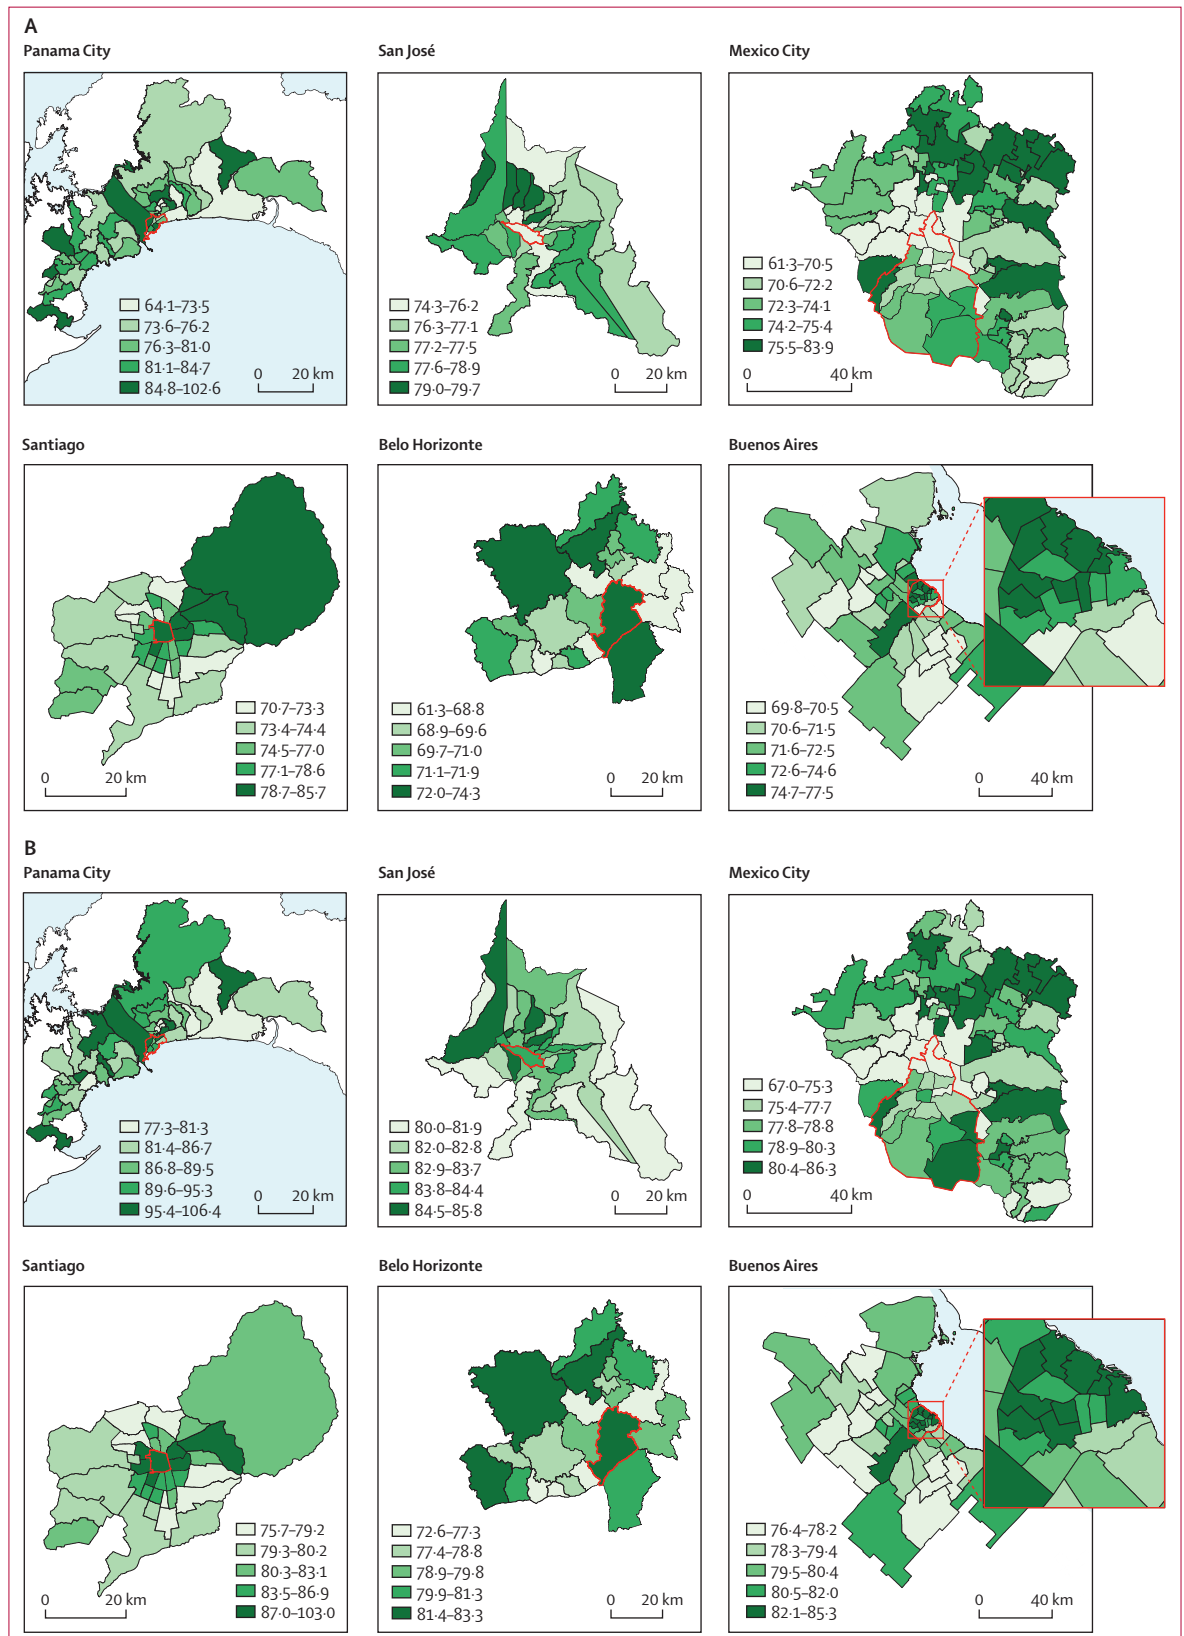 A
Panama City
San José
Mexico City
64·1–73·5
73·6–76·2
76·3–81·0
81·1–84·7
84·8–102·6
0 20 km
74·3–76·2
76·3–77·1
77·2–77·5
77·6–78·9
79·0–79·7
0 20 km
61·3–70·5
70·6–72·2
72·3–74·1
74·2–75·4
75·5–83·9
0 40 km
Santiago
Belo Horizonte
Buenos Aires
70·7–73·3
73·4–74·4
74·5–77·0
77·1–78·6
78·7–85·7
0 20 km
61·3–68·8
68·9–69·6
69·7–71·0
71·1–71·9
72·0–74·3
0 20 km
69·8–70·5
70·6–71·5
71·6–72·5
72·6–74·6
74·7–77·5
0 40 km
B
Panama City
San José
Mexico City
77·3–81·3
81·4–86·7
86·8–89·5
89·6–95·3
95·4–106·4
0 20 km
80·0–81·9
82·0–82·8
82·9–83·7
83·8–84·4
84·5–85·8
0 20 km
67·0–75·3
75·4–77·7
77·8–78·8
78·9–80·3
80·4–86·3
0 40 km
Santiago
Belo Horizonte
Buenos Aires
75·7–79·2
79·3–80·2
80·3–83·1
83·5–86·9
87·0–103·0
0 20 km
72·6–77·3
77·4–78·8
78·9–79·8
79·9–81·3
81·4–83·3
0 20 km
76·4–78·2
78·3–79·4
79·5–80·4
80·5–82·0
82·1–85·3
0 40 km